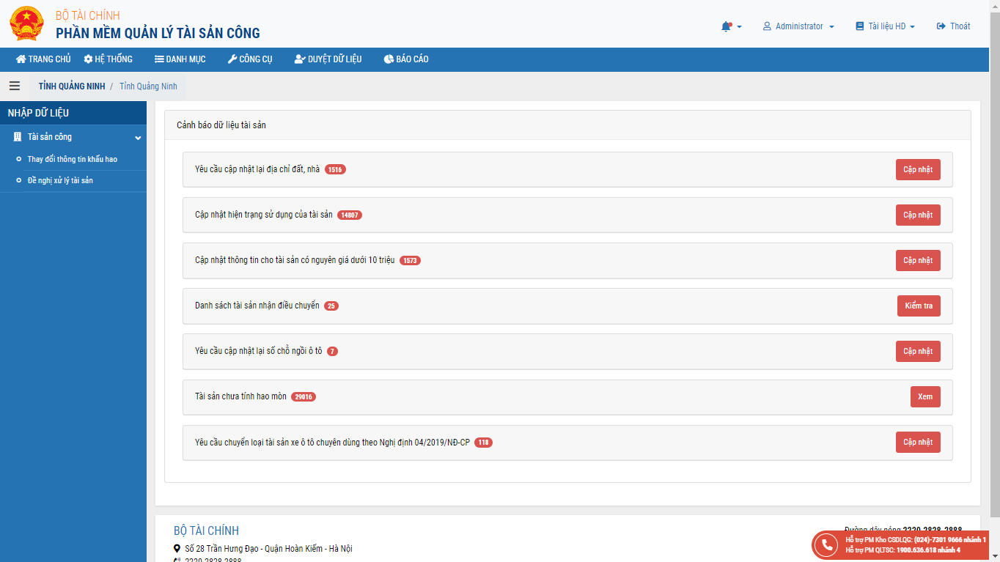 BỘ TÀI CHÍNH
PHẦN MỀM QUẢN LÝ TÀI SẢN CÔNG
Administrator
Tài liệu HD
Thoát
TRANG CHỦ HỆ THỐNG DANH MỤC CÔNG CỤ DUYỆT DỮ LIỆU BÁO CÁO
TỈNH QUẢNG NINH / Tỉnh Quảng Ninh
NHẬP DỮ LIỆU
Tài sản công
Thay đổi thông tin khấu hao
Đề nghị xử lý tài sản
Cảnh báo dữ liệu tài sản
Yêu cầu cập nhật lại địa chỉ đất, nhà 1516 Cập nhật
Cập nhật hiện trạng sử dụng của tài sản 14807 Cập nhật
Cập nhật thông tin cho tài sản có nguyên giá dưới 10 triệu 1573 Cập nhật
Danh sách tài sản nhận điều chuyển 25 Kiểm tra
Yêu cầu cập nhật lại số chỗ ngồi ô tô 7 Cập nhật
Tài sản chưa tính hao mòn 29016 Xem
Yêu cầu chuyển loại tài sản xe ô tô chuyên dùng theo Nghị định 04/2019/NĐ-CP 118 Cập nhật
BỘ TÀI CHÍNH
Số 28 Trần Hưng Đạo - Quận Hoàn Kiếm - Hà Nội
2220 2828 2888
Đường dây nóng 2220-2828-2888
Hỗ trợ PM Kho CSDLQG: (024)-7301 9666 nhánh 1
Hỗ trợ PM QLTSC: 1900.636.618 nhánh 4